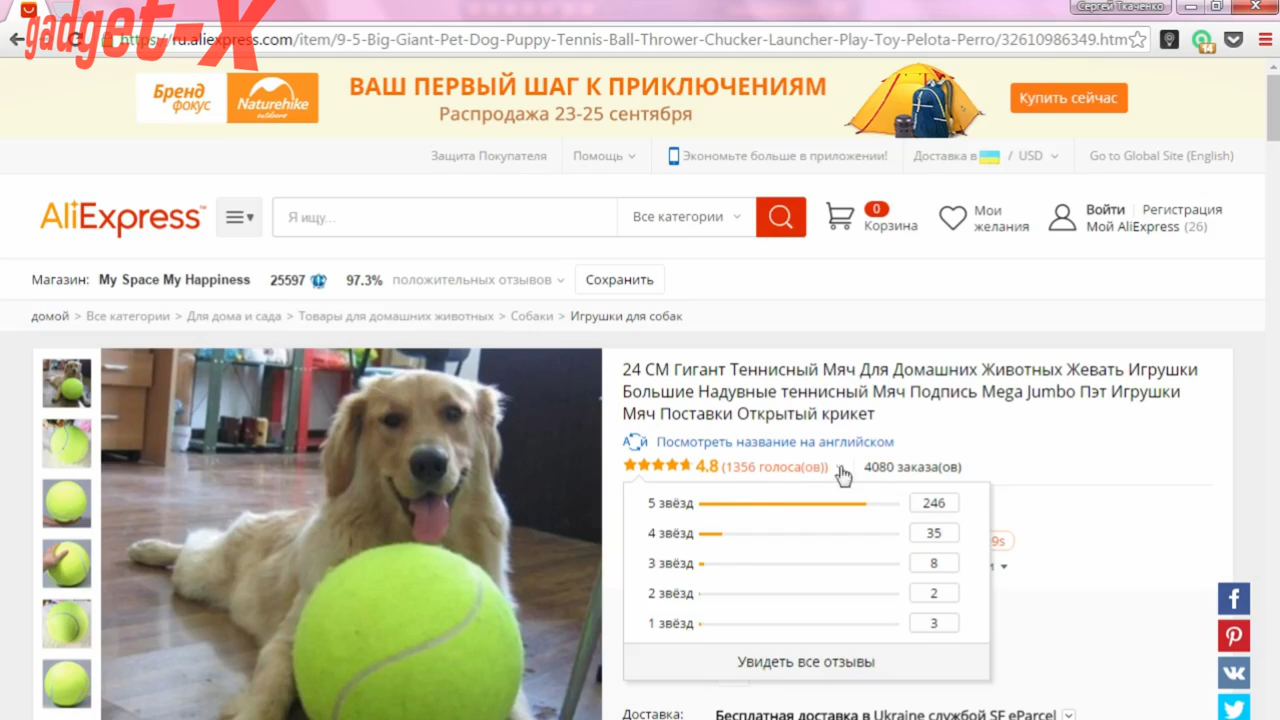 Сергей Ткаченко
gadget-X
https://ru.aliexpress.com/item/9-5-Big-Giant-Pet-Dog-Puppy-Tennis-Ball-Thrower-Chucker-Launcher-Play-Toy-Pelota-Perro/32610986349.htm
14
Бренд
фокус
Naturehike
outdoors
ВАШ ПЕРВЫЙ ШАГ К ПРИКЛЮЧЕНИЯМ
Распродажа 23-25 сентября
Купить сейчас
Защита Покупателя
Помощь
Экономьте больше в приложении!
Доставка в / USD
Go to Global Site (English)
AliExpress™
Я ищу...
Все категории
0
Корзина
Мои
желания
Войти | Регистрация
Мой AliExpress (26)
Магазин: My Space My Happiness 25597 97.3% положительных отзывов
Сохранить
домой > Все категории > Для дома и сада > Товары для домашних животных > Собаки > Игрушки для собак
24 СМ Гигант Теннисный Мяч Для Домашних Животных Жевать Игрушки
Большие Надувные теннисный Мяч Подпись Mega Jumbo Пэт Игрушки
Мяч Поставки Открытый крикет
Посмотреть название на английском
4.8 (1356 голоса(ов)) 4080 заказа(ов)
5 звёзд 246
4 звёзд 35
3 звёзд 8
2 звёзд 2
1 звёзд 3
9s
Увидеть все отзывы
Доставка: Бесплатная доставка в Ukraine службой SF eParcel